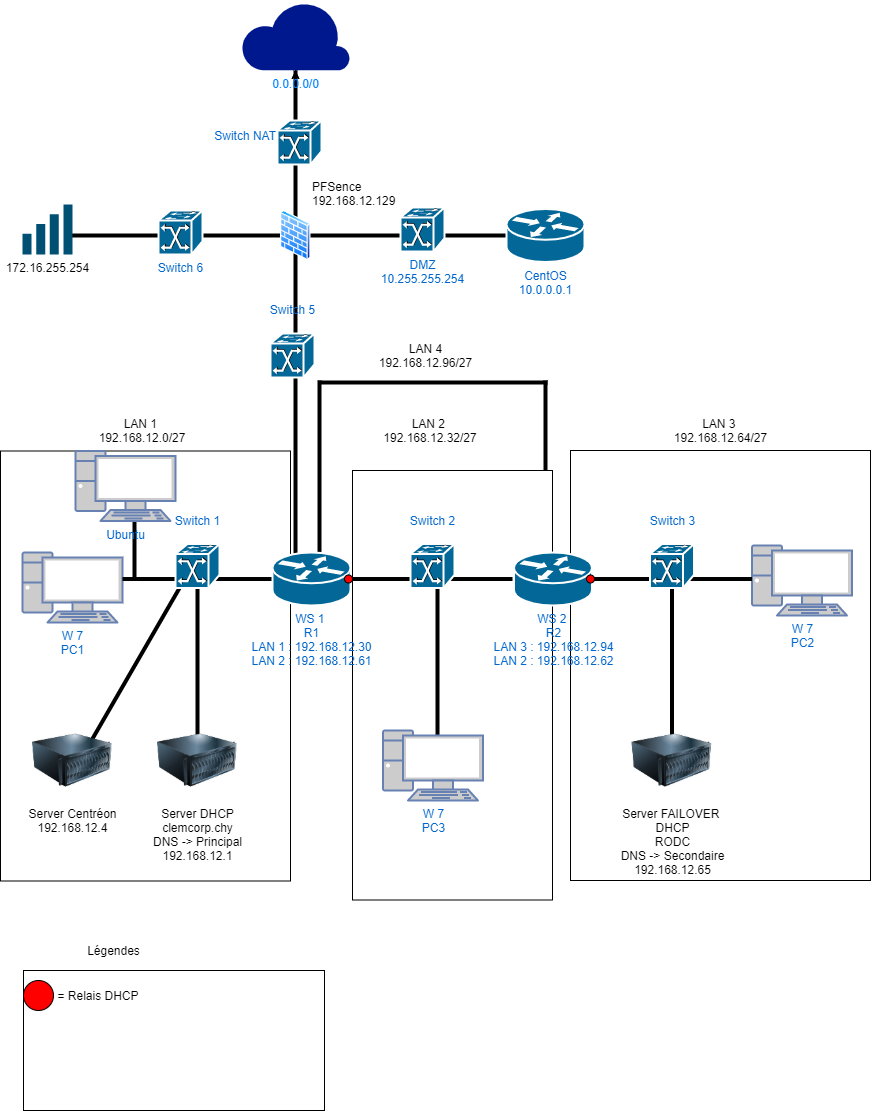 0.0.0.0/0
Switch NAT
PFSence
192.168.12.129
172.16.255.254
Switch 6
DMZ
10.255.255.254
CentOS
10.0.0.0.1
Switch 5
LAN 4
192.168.12.96/27
LAN 1
192.168.12.0/27
LAN 2
192.168.12.32/27
LAN 3
192.168.12.64/27
Ubuntu
Switch 1
Switch 2
Switch 3
W 7
PC1
WS 1
R1
LAN 1 : 192.168.12.30
LAN 2 : 192.168.12.61
WS 2
R2
LAN 3 : 192.168.12.94
LAN 2 : 192.168.12.62
W 7
PC2
Server Centréon
192.168.12.4
Server DHCP
clemcorp.chy
DNS -> Principal
192.168.12.1
W 7
PC3
Server FAILOVER
DHCP
RODC
DNS -> Secondaire
192.168.12.65
Légendes
= Relais DHCP